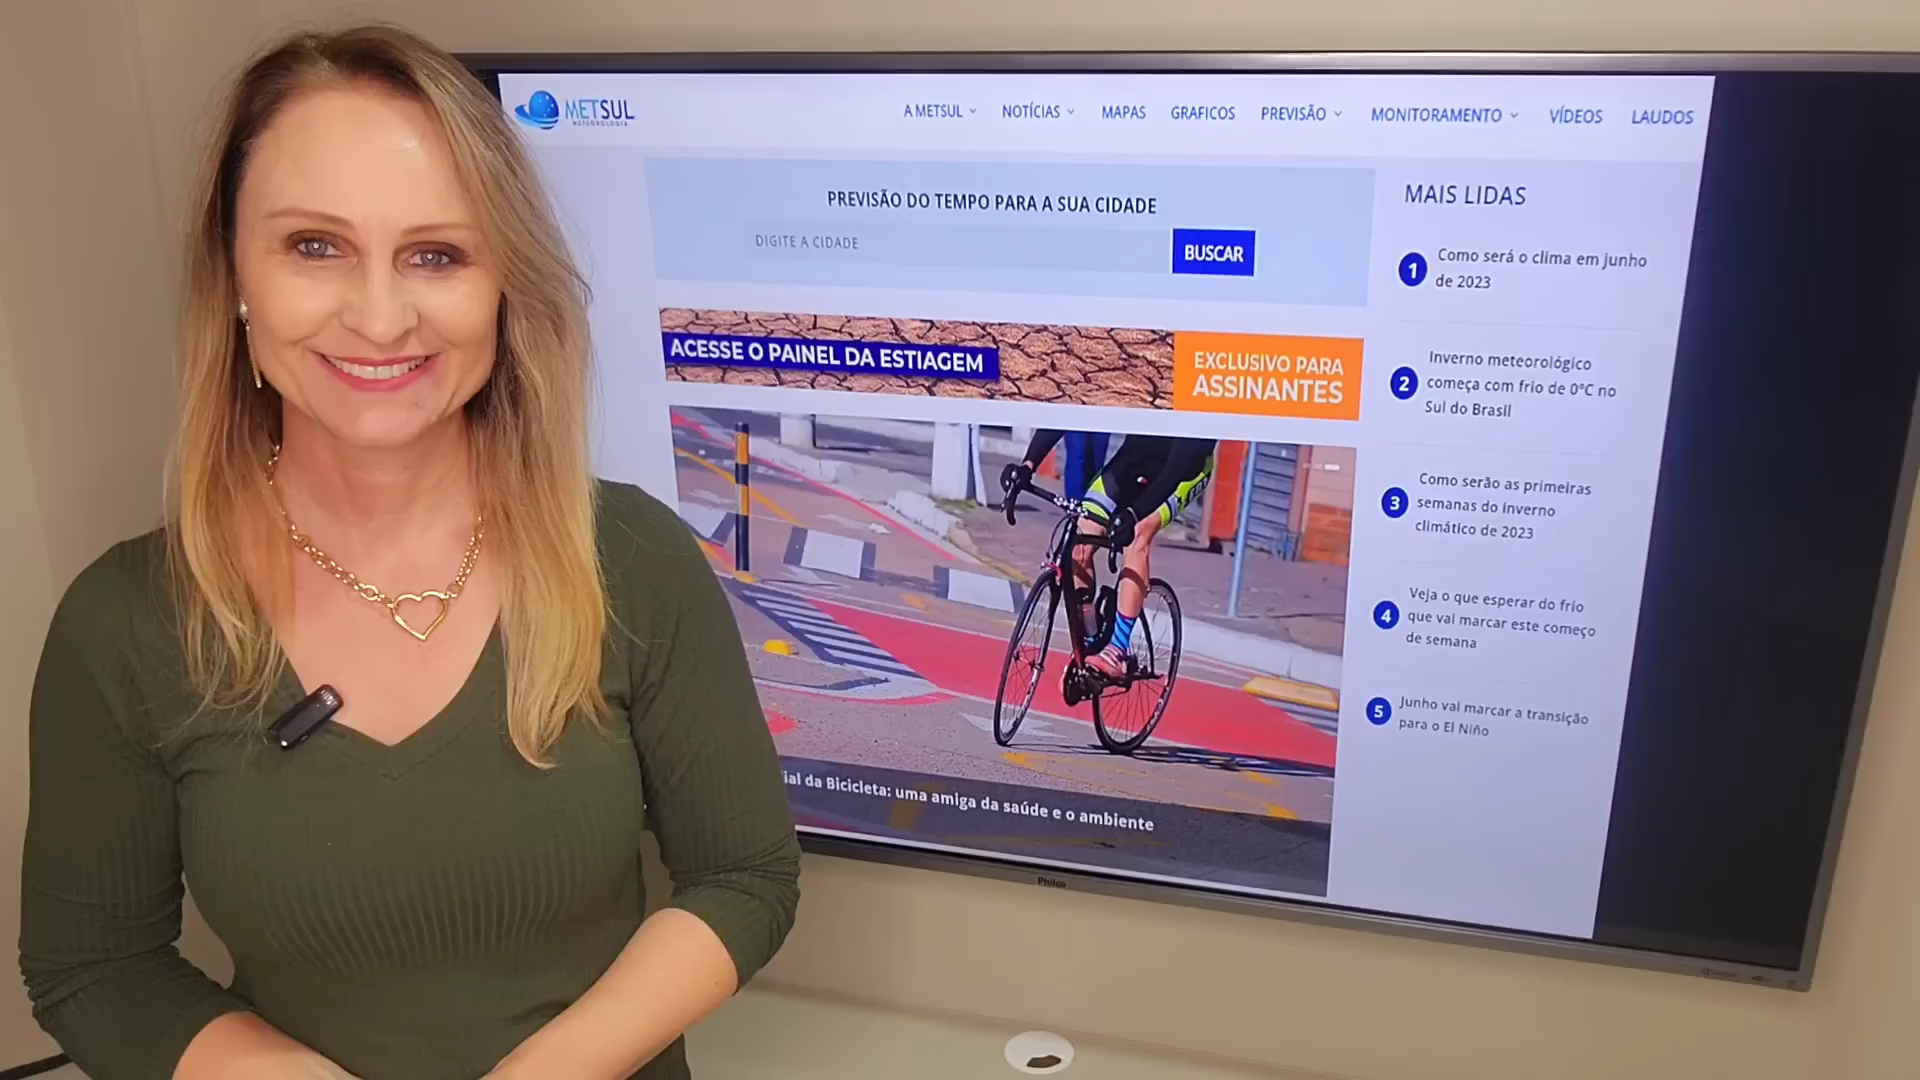 METSUL
METEOROLOGIA
A METSUL NOTÍCIAS MAPAS GRAFICOS PREVISÃO MONITORAMENTO VÍDEOS LAUDOS
PREVISÃO DO TEMPO PARA A SUA CIDADE
DIGITE A CIDADE
BUSCAR
ACESSE O PAINEL DA ESTIAGEM
EXCLUSIVO PARA
ASSINANTES
ial da Bicicleta: uma amiga da saúde e o ambiente
MAIS LIDAS
1 Como será o clima em junho
de 2023
Inverno meteorológico
2 começa com frio de 0°C no
Sul do Brasil
Como serão as primeiras
3 semanas do inverno
climático de 2023
Veja o que esperar do frio
4 que vai marcar este começo
de semana
5 Junho vai marcar a transição
para o El Niño
Philco